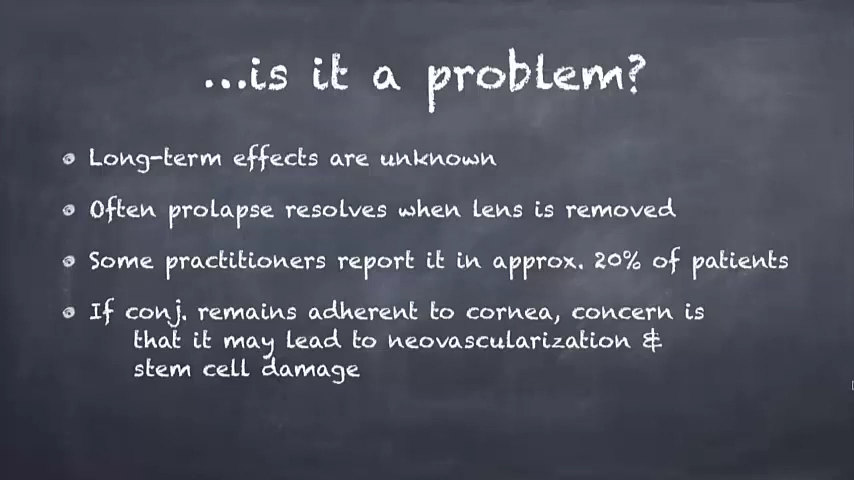 ...is it a problem?
Long-term effects are unknown
Often prolapse resolves when lens is removed
Some practitioners report it in approx. 20% of patients
If conj. remains adherent to cornea, concern is
that it may lead to neovascularization &
stem cell damage